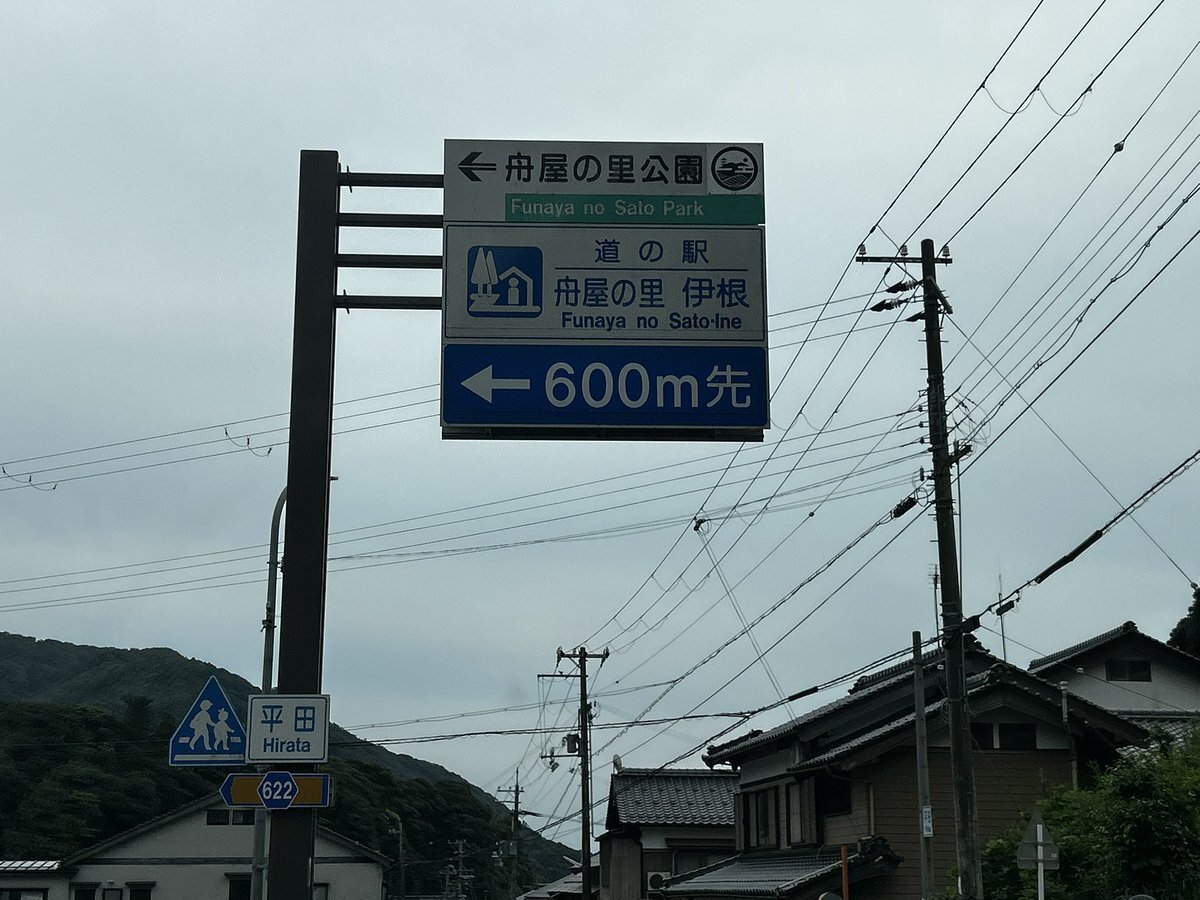 舟屋の里公園
Funaya no Sato Park
道の駅
舟屋の里 伊根
Funaya no Sato·Ine
600m先
平田
Hirata
622